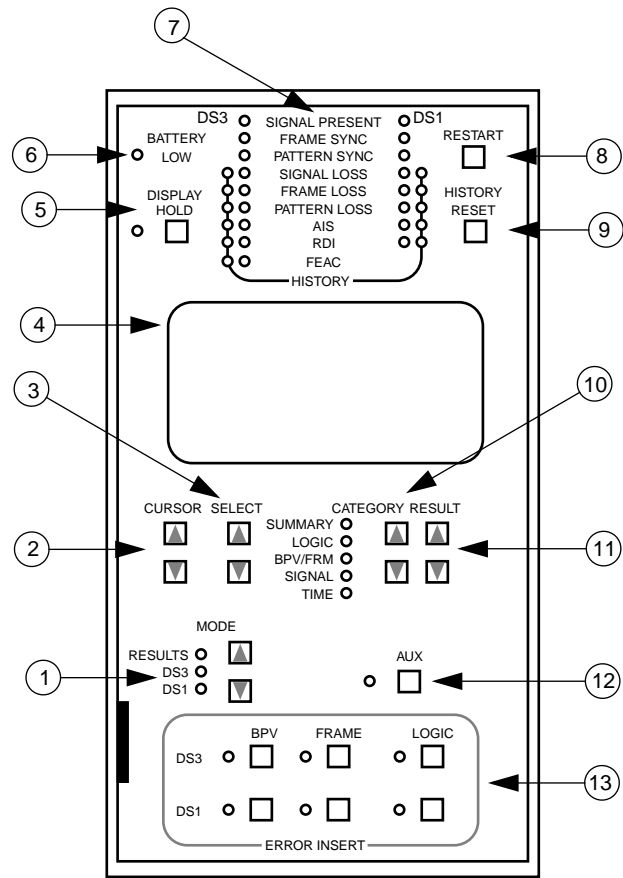 7
DS3 SIGNAL PRESENT DS1
BATTERY FRAME SYNC RESTART
6 LOW PATTERN SYNC 8
SIGNAL LOSS
DISPLAY FRAME LOSS HISTORY
5 HOLD PATTERN LOSS RESET
AIS 9
RDI
FEAC
HISTORY
4
3 10
CURSOR SELECT CATEGORY RESULT
SUMMARY
LOGIC
2 BPV/FRM 11
SIGNAL
TIME
MODE
RESULTS AUX
1 DS3 12
DS1
BPV FRAME LOGIC
DS3
13
DS1
ERROR INSERT